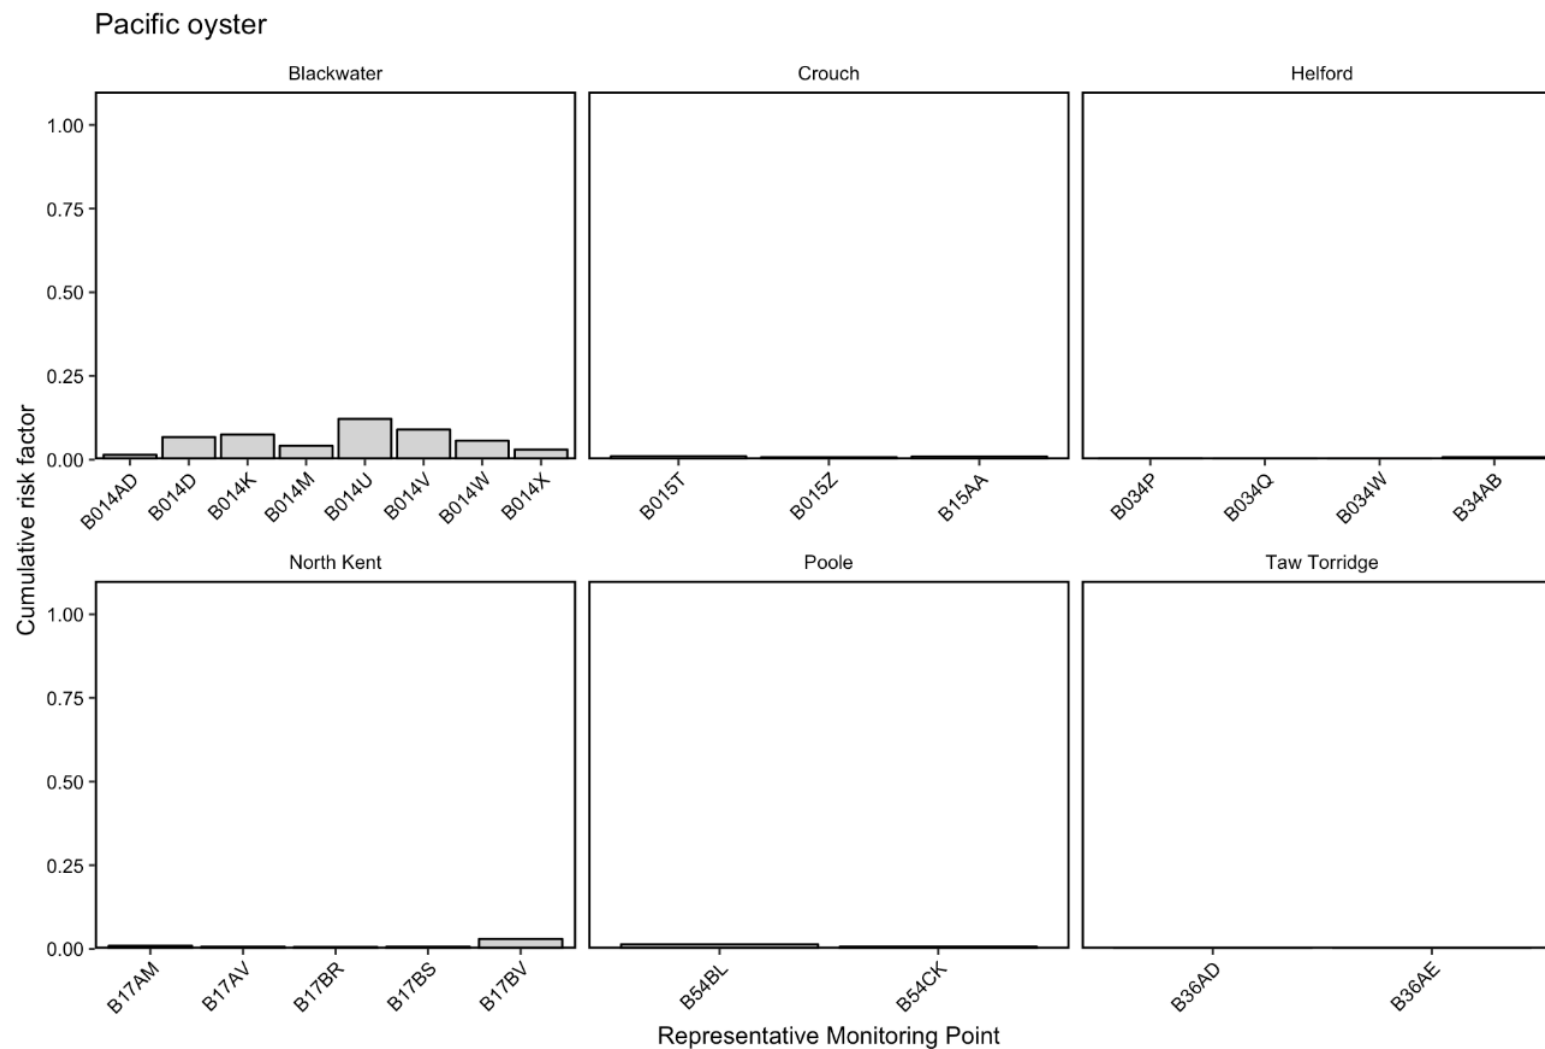 Pacific oyster
Blackwater
Crouch
Helford
1.00
0.75
0.50
0.25
0.00
B014AD
B014D
B014K
B014M
B014U
B014V
B014W
B014X
B015T
B015Z
B15AA
B034P
B034Q
B034W
B34AB
Cumulative risk factor
North Kent
Poole
Taw Torridge
1.00
0.75
0.50
0.25
0.00
B17AM
B17AV
B17BR
B17BS
B17BV
B54BL
B54CK
B36AD
B36AE
Representative Monitoring Point